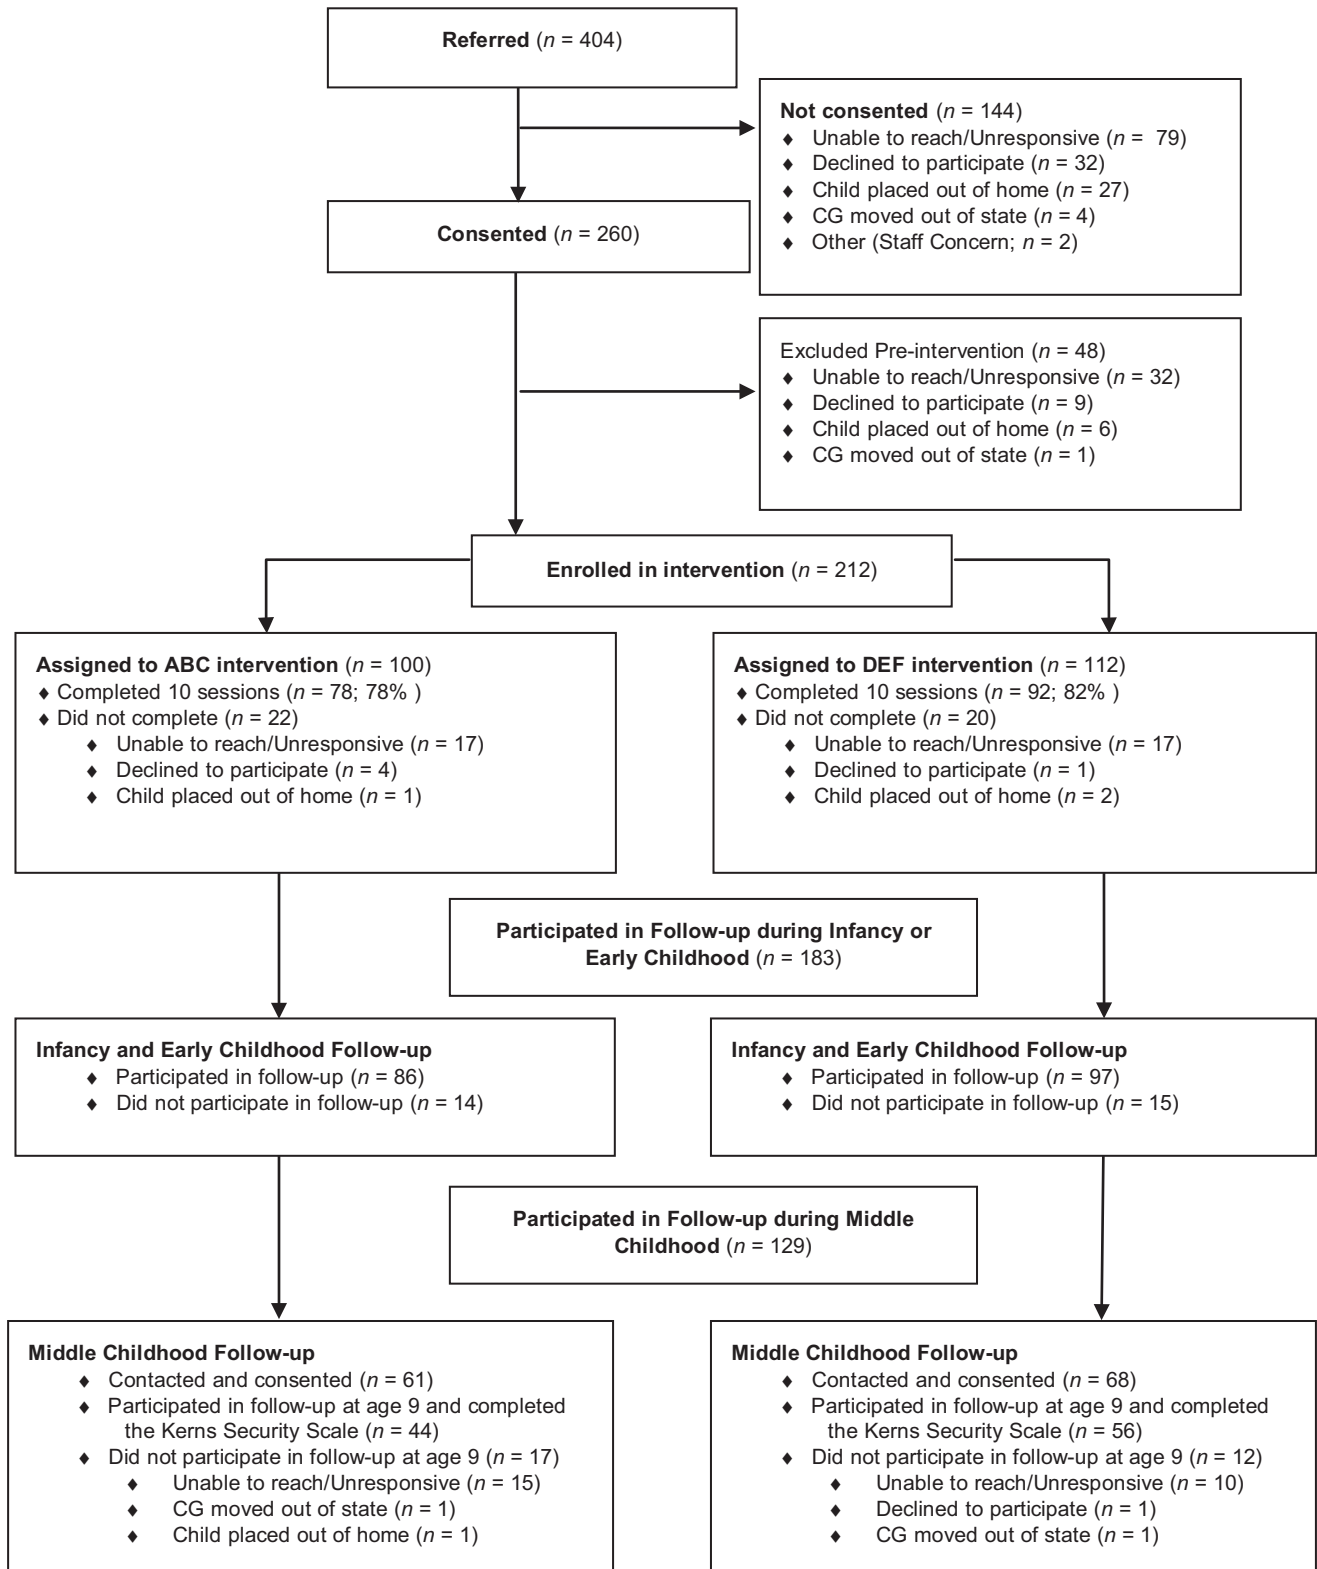 Referred (n = 404)
Not consented (n = 144)
♦ Unable to reach/Unresponsive (n = 79)
♦ Declined to participate (n = 32)
♦ Child placed out of home (n = 27)
♦ CG moved out of state (n = 4)
♦ Other (Staff Concern; n = 2)
Consented (n = 260)
Excluded Pre-intervention (n = 48)
♦ Unable to reach/Unresponsive (n = 32)
♦ Declined to participate (n = 9)
♦ Child placed out of home (n = 6)
♦ CG moved out of state (n = 1)
Enrolled in intervention (n = 212)
Assigned to ABC intervention (n = 100)
♦ Completed 10 sessions (n = 78; 78% )
♦ Did not complete (n = 22)
♦ Unable to reach/Unresponsive (n = 17)
♦ Declined to participate (n = 4)
♦ Child placed out of home (n = 1)
Assigned to DEF intervention (n = 112)
♦ Completed 10 sessions (n = 92; 82% )
♦ Did not complete (n = 20)
♦ Unable to reach/Unresponsive (n = 17)
♦ Declined to participate (n = 1)
♦ Child placed out of home (n = 2)
Participated in Follow-up during Infancy or
Early Childhood (n = 183)
Infancy and Early Childhood Follow-up
♦ Participated in follow-up (n = 86)
♦ Did not participate in follow-up (n = 14)
Infancy and Early Childhood Follow-up
♦ Participated in follow-up (n = 97)
♦ Did not participate in follow-up (n = 15)
Participated in Follow-up during Middle
Childhood (n = 129)
Middle Childhood Follow-up
♦ Contacted and consented (n = 61)
♦ Participated in follow-up at age 9 and completed
the Kerns Security Scale (n = 44)
♦ Did not participate in follow-up at age 9 (n = 17)
♦ Unable to reach/Unresponsive (n = 15)
♦ CG moved out of state (n = 1)
♦ Child placed out of home (n = 1)
Middle Childhood Follow-up
♦ Contacted and consented (n = 68)
♦ Participated in follow-up at age 9 and completed
the Kerns Security Scale (n = 56)
♦ Did not participate in follow-up at age 9 (n = 12)
♦ Unable to reach/Unresponsive (n = 10)
♦ Declined to participate (n = 1)
♦ CG moved out of state (n = 1)